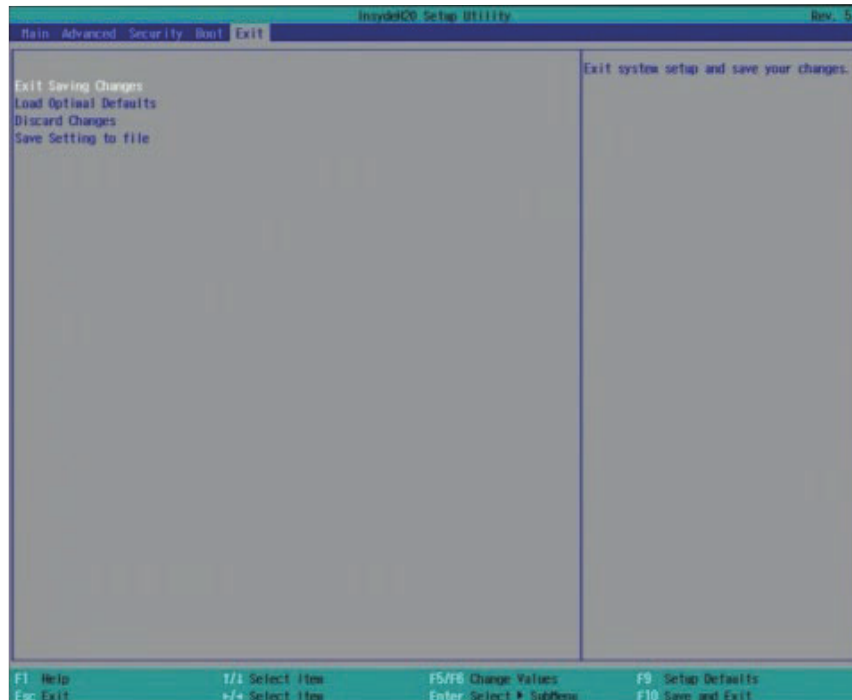 InsydeH20 Setup Utility Rev. 5
Main Advanced Security Boot Exit
Exit system setup and save your changes.
Exit Saving Changes
Load Optimal Defaults
Discard Changes
Save Setting to file
F1 Help ↑/↓ Select Item F5/F6 Change Values F9 Setup Defaults
Esc Exit ►/◄ Select Item Enter Select ► SubMenu F10 Save and Exit